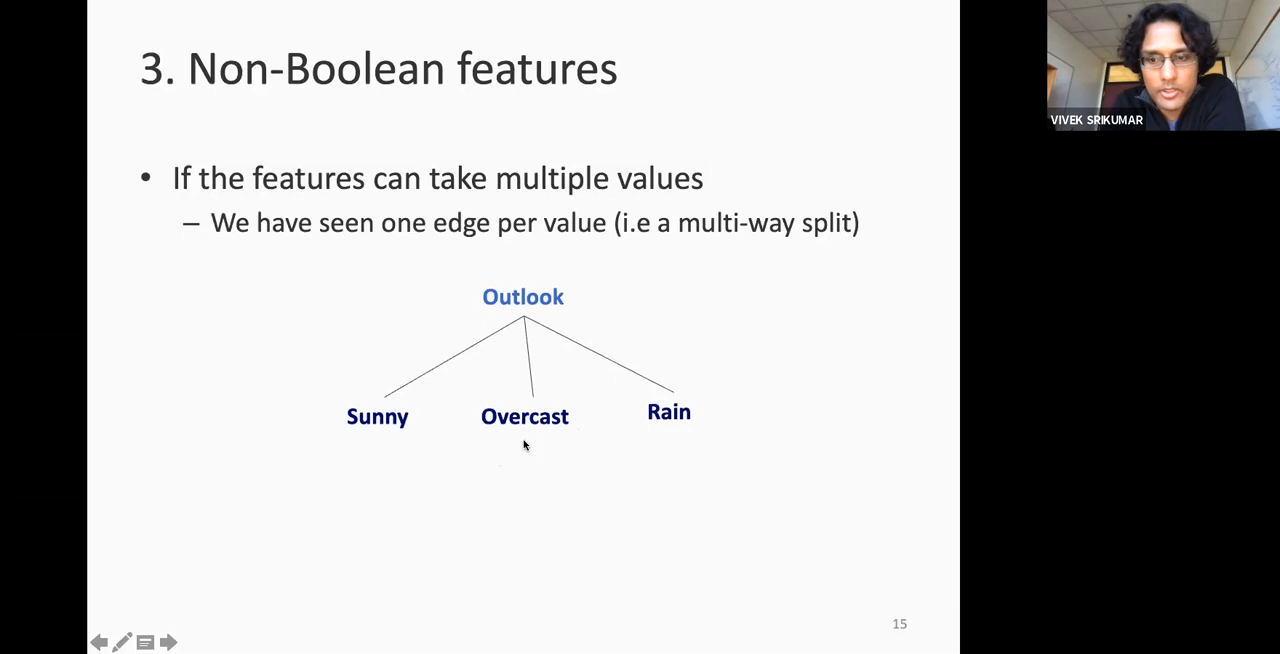 3. Non-Boolean features
VIVEK SRIKUMAR
• If the features can take multiple values
– We have seen one edge per value (i.e a multi-way split)
Outlook
Sunny
Overcast
Rain
15